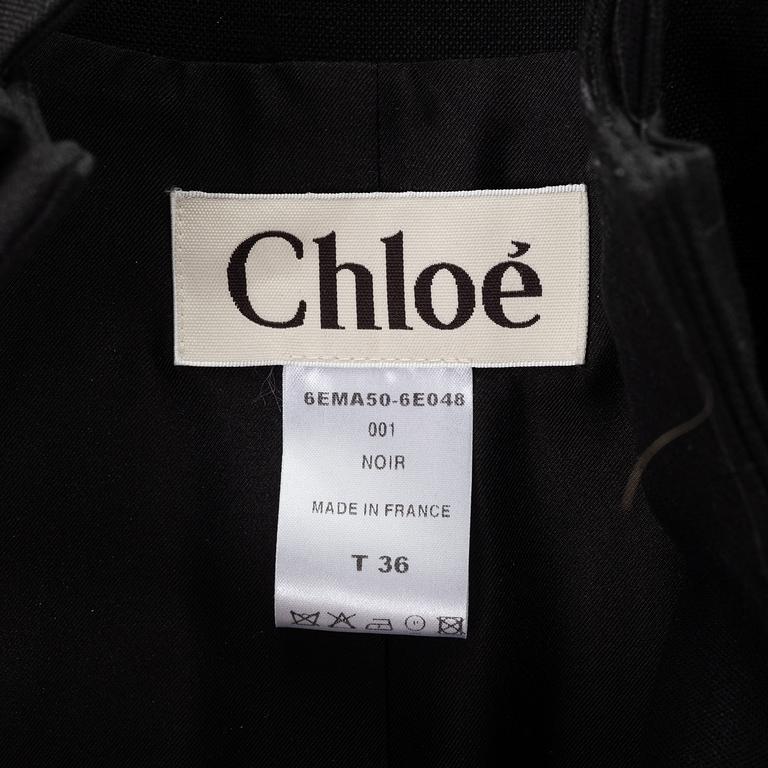 Chloé
6EMA50-6E048
001
NOIR
MADE IN FRANCE
T 36